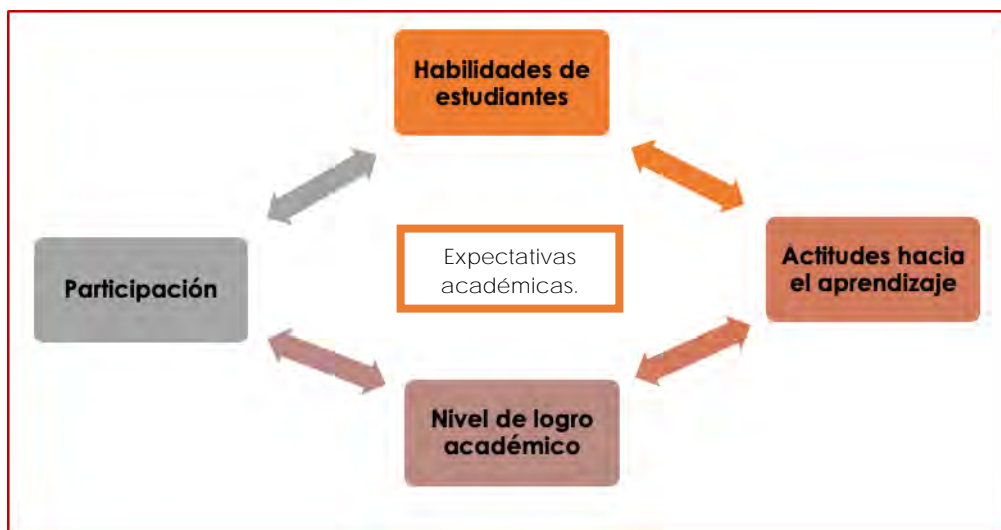 Habilidades de
estudiantes
Participación
Expectativas
académicas.
Actitudes hacia
el aprendizaje
Nivel de logro
académico